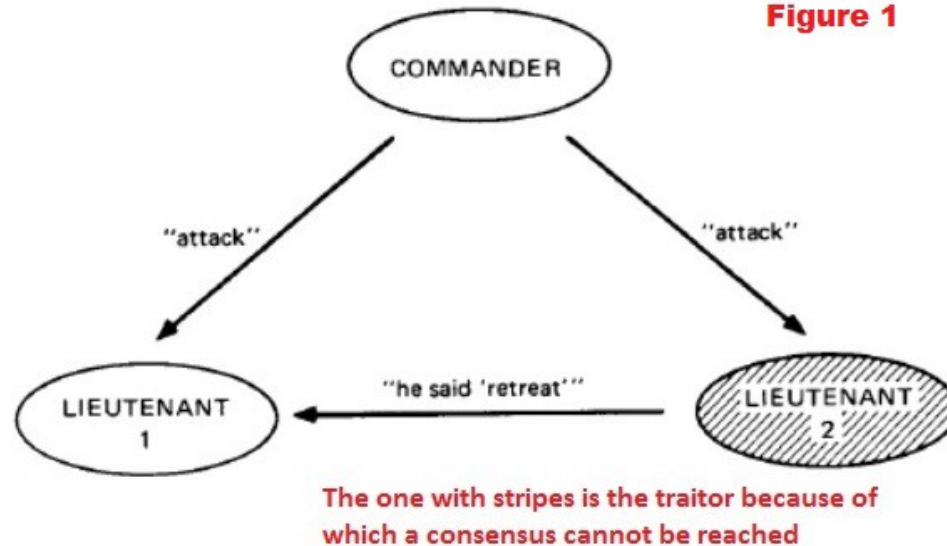 Figure 1
COMMANDER
"attack"
"attack"
"he said 'retreat'"
LIEUTENANT
1
LIEUTENANT
2
The one with stripes is the traitor because of
which a consensus cannot be reached